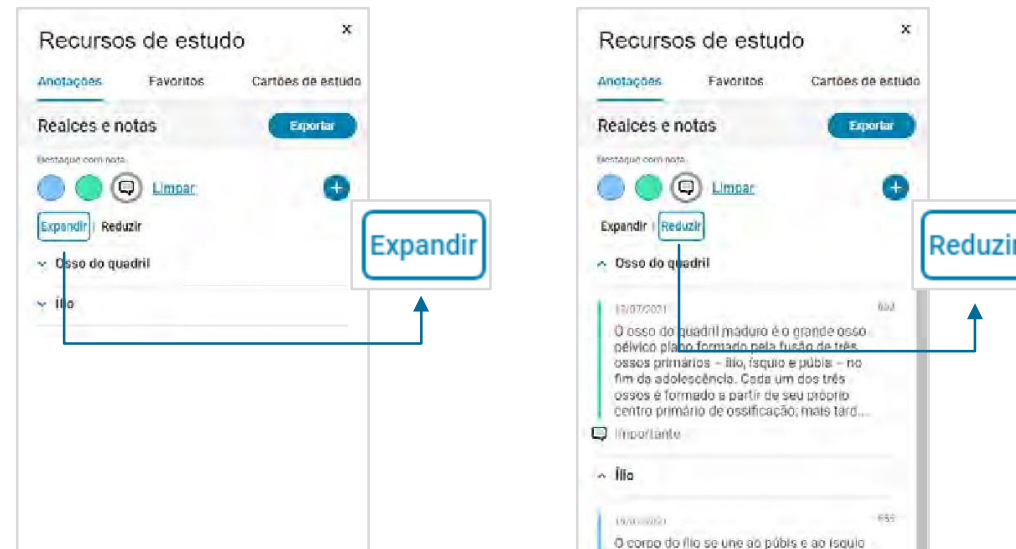 Recursos de estudo
x
Anotações Favoritos Cartões de estudo
Realces e notas Exportar
Destaque com nota
Limpar
Expandir | Reduzir
Expandir
Osso do quadril
Ílio
Recursos de estudo
x
Anotações Favoritos Cartões de estudo
Realces e notas Exportar
Destaque com nota
Limpar
Expandir | Reduzir
Reduzir
Osso do quadril
O osso do quadril maduro é o grande osso
pélvico plano formado pela fusão de três
ossos primários – ílio, ísquio e púbis – no
fim da adolescência. Cada um dos três
ossos é formado a partir de seu próprio
centro primário de ossificação; mais tard...
Importante
Ílio
O corpo do ílio se une ao púbis e ao ísquio